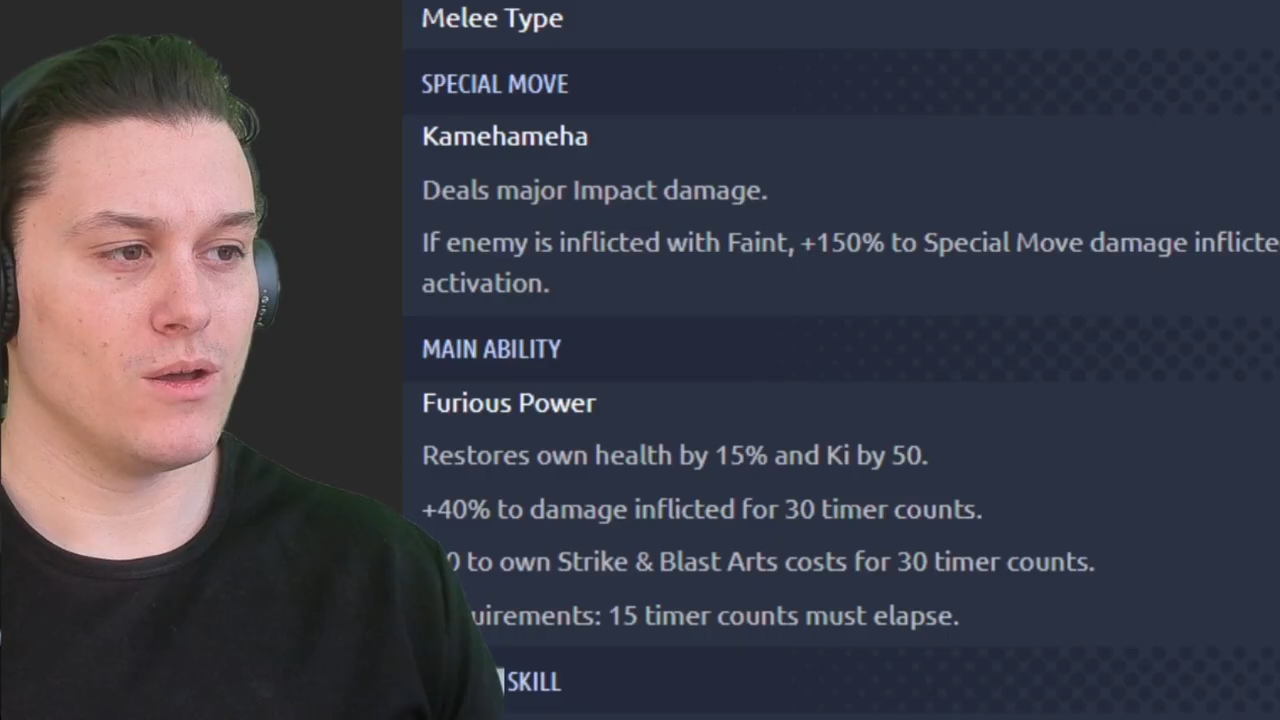 Melee Type
SPECIAL MOVE
Kamehameha
Deals major Impact damage.
If enemy is inflicted with Faint, +150% to Special Move damage inflicte
activation.
MAIN ABILITY
Furious Power
Restores own health by 15% and Ki by 50.
+40% to damage inflicted for 30 timer counts.
0 to own Strike & Blast Arts costs for 30 timer counts.
uirements: 15 timer counts must elapse.
SKILL